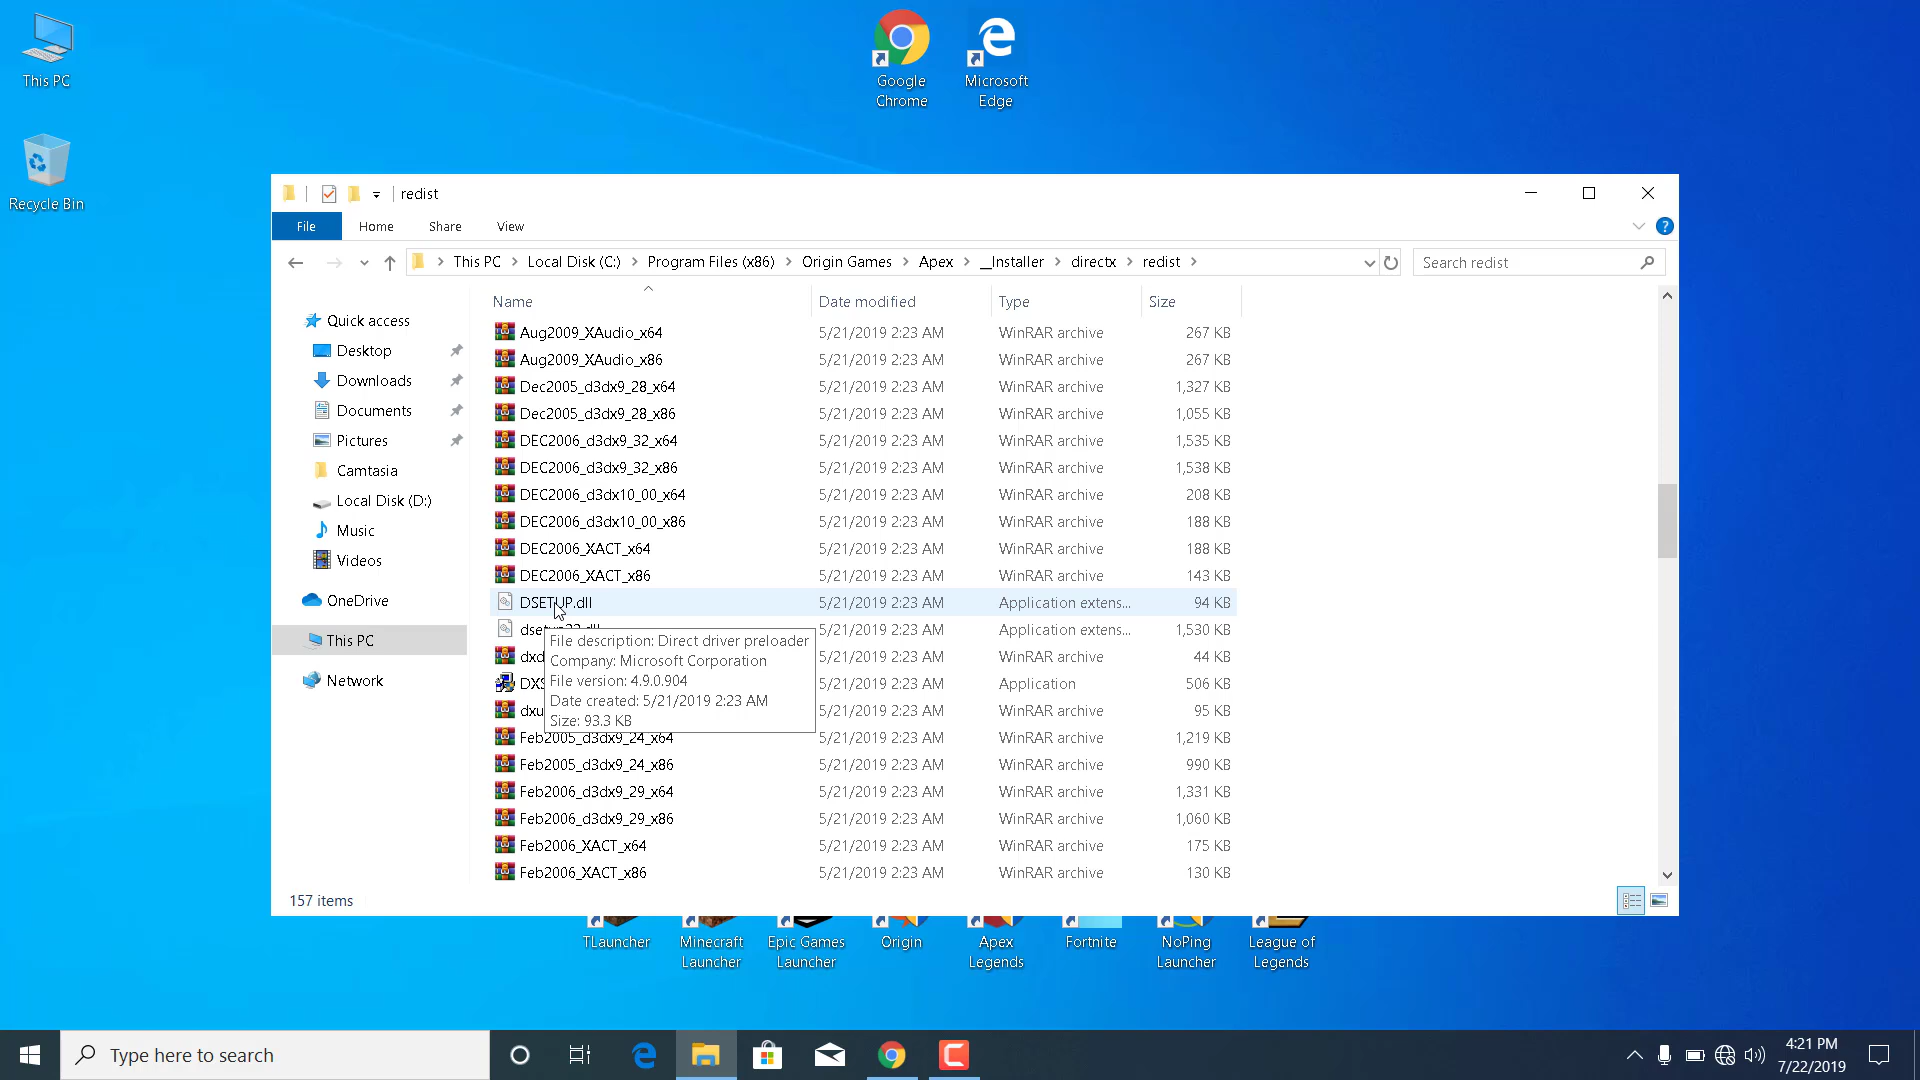 This PC
Recycle Bin
Google
Chrome
Microsoft
Edge
redist
File
Home
Share
View
This PC
Local Disk (C:)
Program Files (x86)
Origin Games
Apex
__Installer
directx
redist
Search redist
Quick access
Desktop
Downloads
Documents
Pictures
Camtasia
Local Disk (D:)
Music
Videos
OneDrive
This PC
Network
Name Date modified Type Size
Aug2009_XAudio_x64 5/21/2019 2:23 AM WinRAR archive 267 KB
Aug2009_XAudio_x86 5/21/2019 2:23 AM WinRAR archive 267 KB
Dec2005_d3dx9_28_x64 5/21/2019 2:23 AM WinRAR archive 1,327 KB
Dec2005_d3dx9_28_x86 5/21/2019 2:23 AM WinRAR archive 1,055 KB
DEC2006_d3dx9_32_x64 5/21/2019 2:23 AM WinRAR archive 1,535 KB
DEC2006_d3dx9_32_x86 5/21/2019 2:23 AM WinRAR archive 1,538 KB
DEC2006_d3dx10_00_x64 5/21/2019 2:23 AM WinRAR archive 208 KB
DEC2006_d3dx10_00_x86 5/21/2019 2:23 AM WinRAR archive 188 KB
DEC2006_XACT_x64 5/21/2019 2:23 AM WinRAR archive 188 KB
DEC2006_XACT_x86 5/21/2019 2:23 AM WinRAR archive 143 KB
DSETUP.dll 5/21/2019 2:23 AM Application extens... 94 KB
5/21/2019 2:23 AM Application extens... 1,530 KB
dxd 5/21/2019 2:23 AM WinRAR archive 44 KB
DXS 5/21/2019 2:23 AM Application 506 KB
dxu 5/21/2019 2:23 AM WinRAR archive 95 KB
Feb2005_d3dx9_24_x64 5/21/2019 2:23 AM WinRAR archive 1,219 KB
Feb2005_d3dx9_24_x86 5/21/2019 2:23 AM WinRAR archive 990 KB
Feb2006_d3dx9_29_x64 5/21/2019 2:23 AM WinRAR archive 1,331 KB
Feb2006_d3dx9_29_x86 5/21/2019 2:23 AM WinRAR archive 1,060 KB
Feb2006_XACT_x64 5/21/2019 2:23 AM WinRAR archive 175 KB
Feb2006_XACT_x86 5/21/2019 2:23 AM WinRAR archive 130 KB
File description: Direct driver preloader
Company: Microsoft Corporation
File version: 4.9.0.904
Date created: 5/21/2019 2:23 AM
Size: 93.3 KB
157 items
TLauncher
Minecraft
Launcher
Epic Games
Launcher
Origin
Apex
Legends
Fortnite
NoPing
Launcher
League of
Legends
Type here to search
4:21 PM
7/22/2019